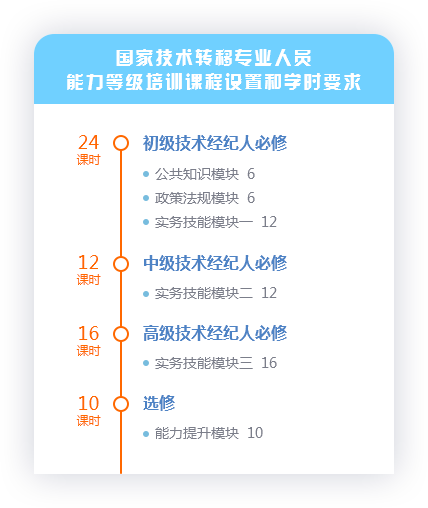 国家技术转移专业人员
能力等级培训课程设置和学时要求
24
课时
初级技术经纪人必修
公共知识模块 6
政策法规模块 6
实务技能模块一 12
12
课时
中级技术经纪人必修
实务技能模块二 12
16
课时
高级技术经纪人必修
实务技能模块三 16
10
课时
选修
能力提升模块 10